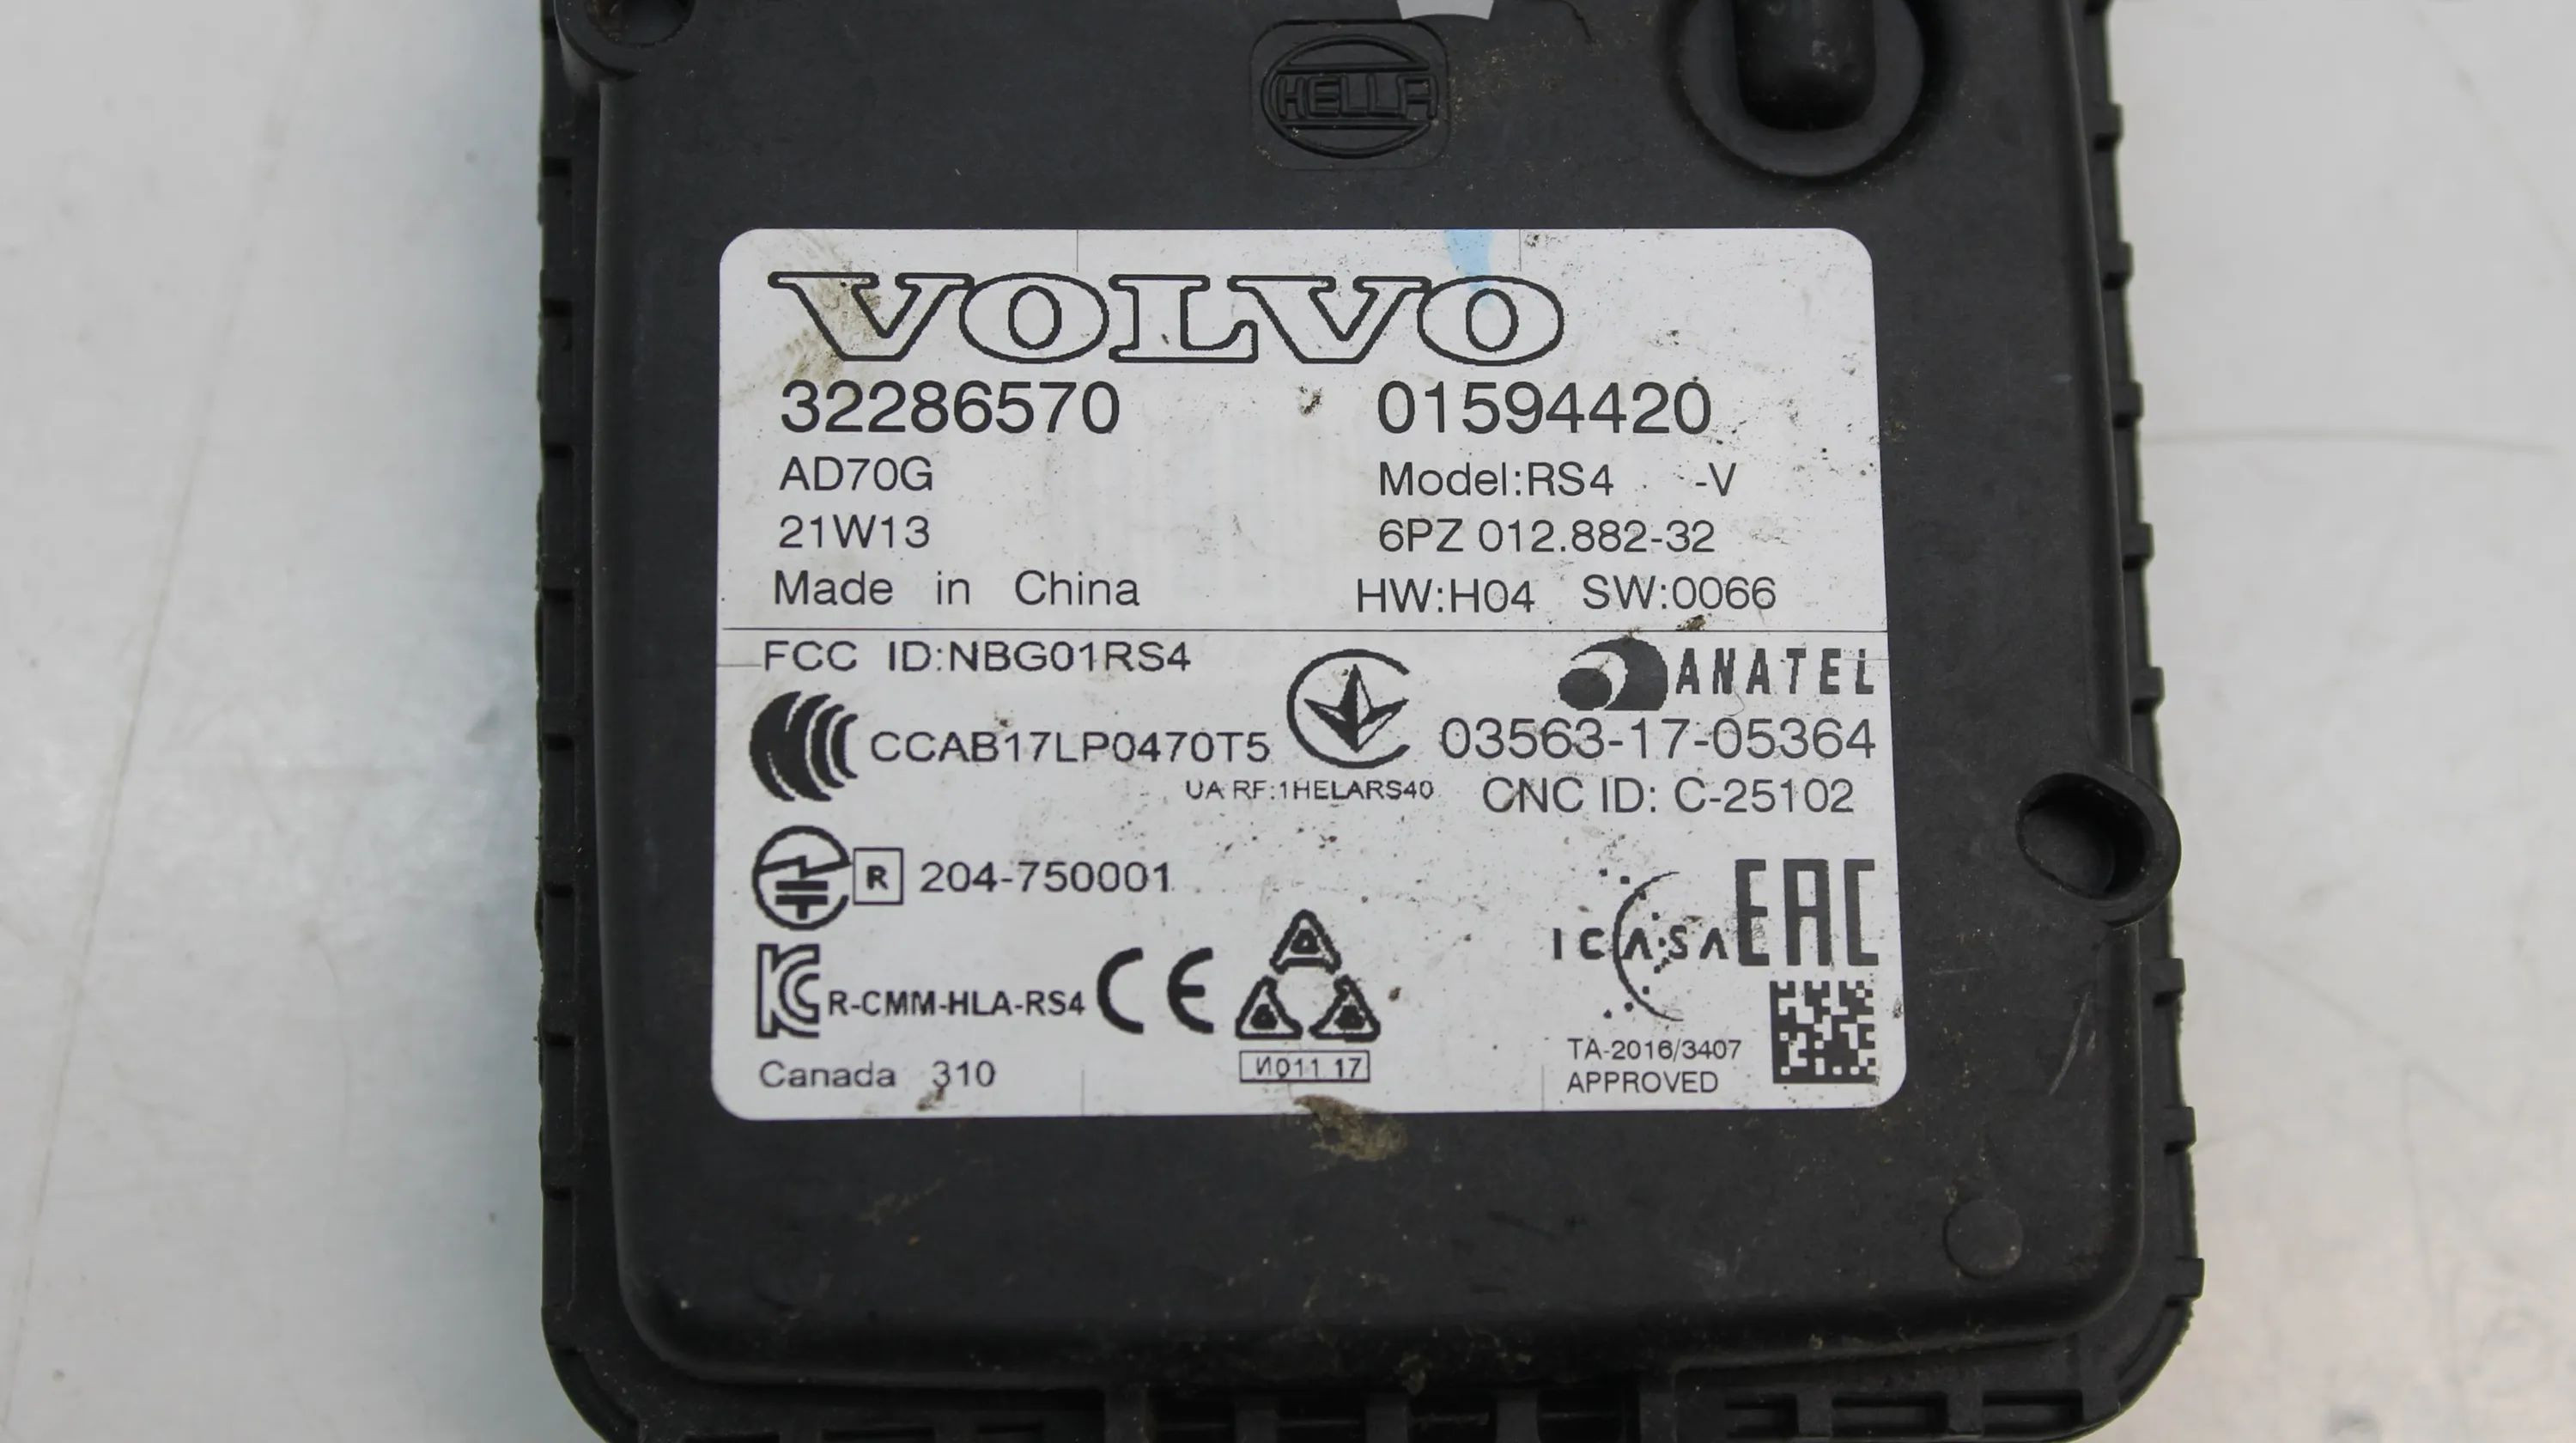 HELLA
VOLVO
32286570 01594420
AD70G Model:RS4 -V
21W13 6PZ 012.882-32
Made in China HW:H04 SW:0066
FCC ID:NBG01RS4 ANATEL
CCAB17LP0470T5 03563-17-05364
UA RF:1HELARS40 CNC ID: C-25102
R 204-750001
ICASA EAC
R-CMM-HLA-RS4 CE
TA-2016/3407
Canada 310 N011 17 APPROVED